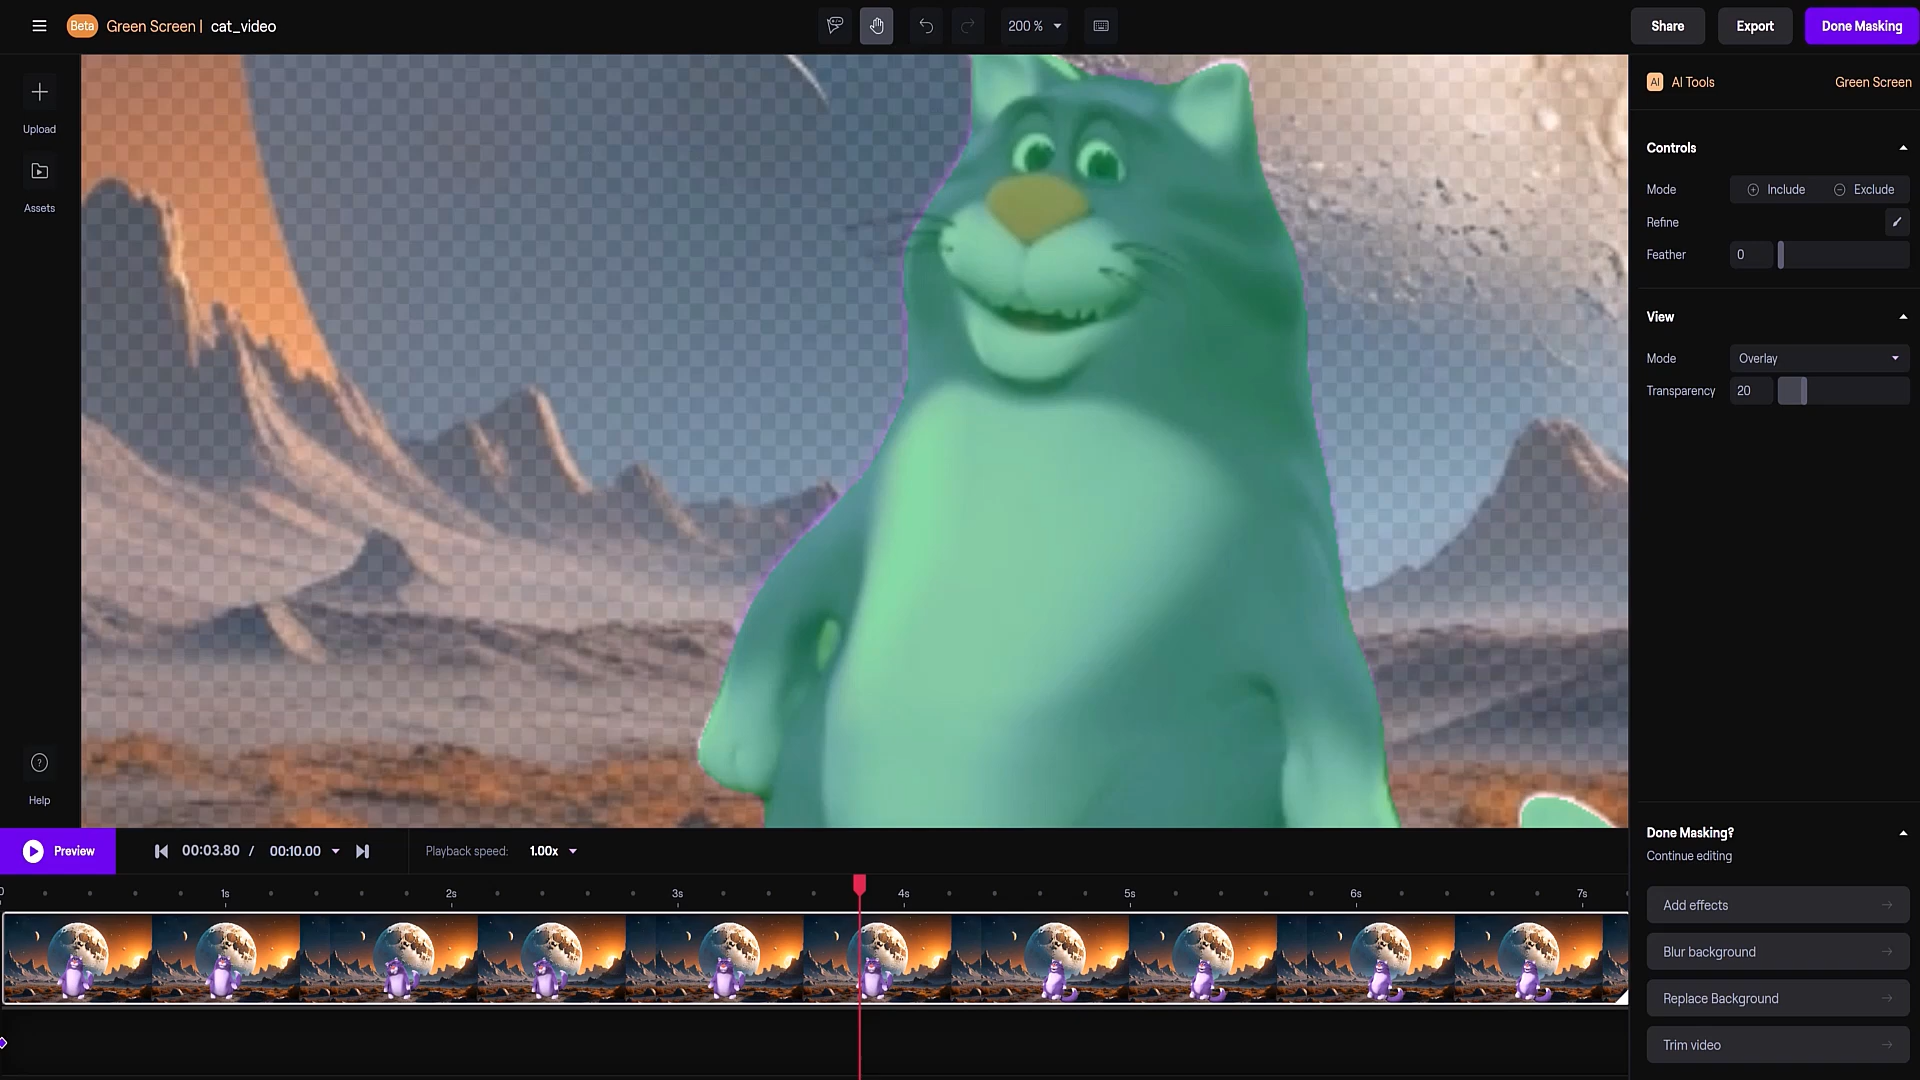 Beta Green Screen | cat_video
200 %
Share
Export
Done Masking
Upload
Assets
Help
AI AI Tools
Green Screen
Controls
Mode Include Exclude
Refine
Feather 0
View
Mode Overlay
Transparency 20
Done Masking?
Continue editing
Add effects
Blur background
Replace Background
Trim video
Preview
00:03.80 / 00:10.00
Playback speed: 1.00x
0 1s 2s 3s 4s 5s 6s 7s